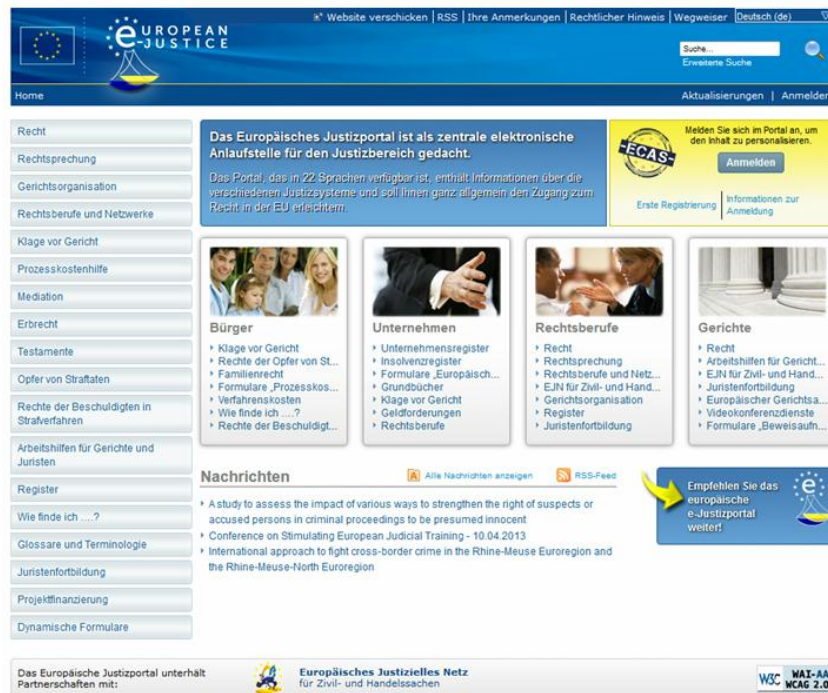 Website verschicken | RSS | Ihre Anmerkungen | Rechtlicher Hinweis | Wegweiser Deutsch (de)
EUROPEAN
e-JUSTICE
Suche...
Erweiterte Suche
Home
Aktualisierungen | Anmelden
Recht
Rechtsprechung
Gerichtsorganisation
Rechtsberufe und Netzwerke
Klage vor Gericht
Prozesskostenhilfe
Mediation
Erbrecht
Testamente
Opfer von Straftaten
Rechte der Beschuldigten in
Strafverfahren
Arbeitshilfen für Gerichte und
Juristen
Register
Wie finde ich ....?
Glossare und Terminologie
Juristenfortbildung
Projektfinanzierung
Dynamische Formulare
Das Europäisches Justizportal ist als zentrale elektronische
Anlaufstelle für den Justizbereich gedacht.
Das Portal, das in 22 Sprachen verfügbar ist, enthält Informationen über die
verschiedenen Justizsysteme und soll Ihnen ganz allgemein den Zugang zum
Recht in der EU erleichtern.
ECAS
Melden Sie sich im Portal an, um
den Inhalt zu personalisieren.
Anmelden
Erste Registrierung
Informationen zur
Anmeldung
Bürger
Klage vor Gericht
Rechte der Opfer von St...
Familienrecht
Formulare „Prozesskos...
Verfahrenskosten
Wie finde ich ....?
Rechte der Beschuldigt...
Unternehmen
Unternehmensregister
Insolvenzregister
Formulare „Europäisch...
Grundbücher
Klage vor Gericht
Geldforderungen
Rechtsberufe
Rechtsberufe
Recht
Rechtsprechung
Rechtsberufe und Netz...
EJN für Zivil- und Hand...
Gerichtsorganisation
Register
Juristenfortbildung
Gerichte
Recht
Arbeitshilfen für Gericht...
EJN für Zivil- und Hand...
Juristenfortbildung
Europäischer Gerichtsa...
Videokonferenzdienste
Formulare „Beweisaufn...
Nachrichten
Alle Nachrichten anzeigen
RSS-Feed
A study to assess the impact of various ways to strengthen the right of suspects or
accused persons in criminal proceedings to be presumed innocent
Conference on Stimulating European Judicial Training - 10.04.2013
International approach to fight cross-border crime in the Rhine-Meuse Euroregion and
the Rhine-Meuse-North Euroregion
Empfehlen Sie das
europäische
e-Justizportal
weiter!
Das Europäische Justizportal unterhält
Partnerschaften mit:
Europäisches Justizielles Netz
für Zivil- und Handelssachen
W3C WAI-AA
WCAG 2.0